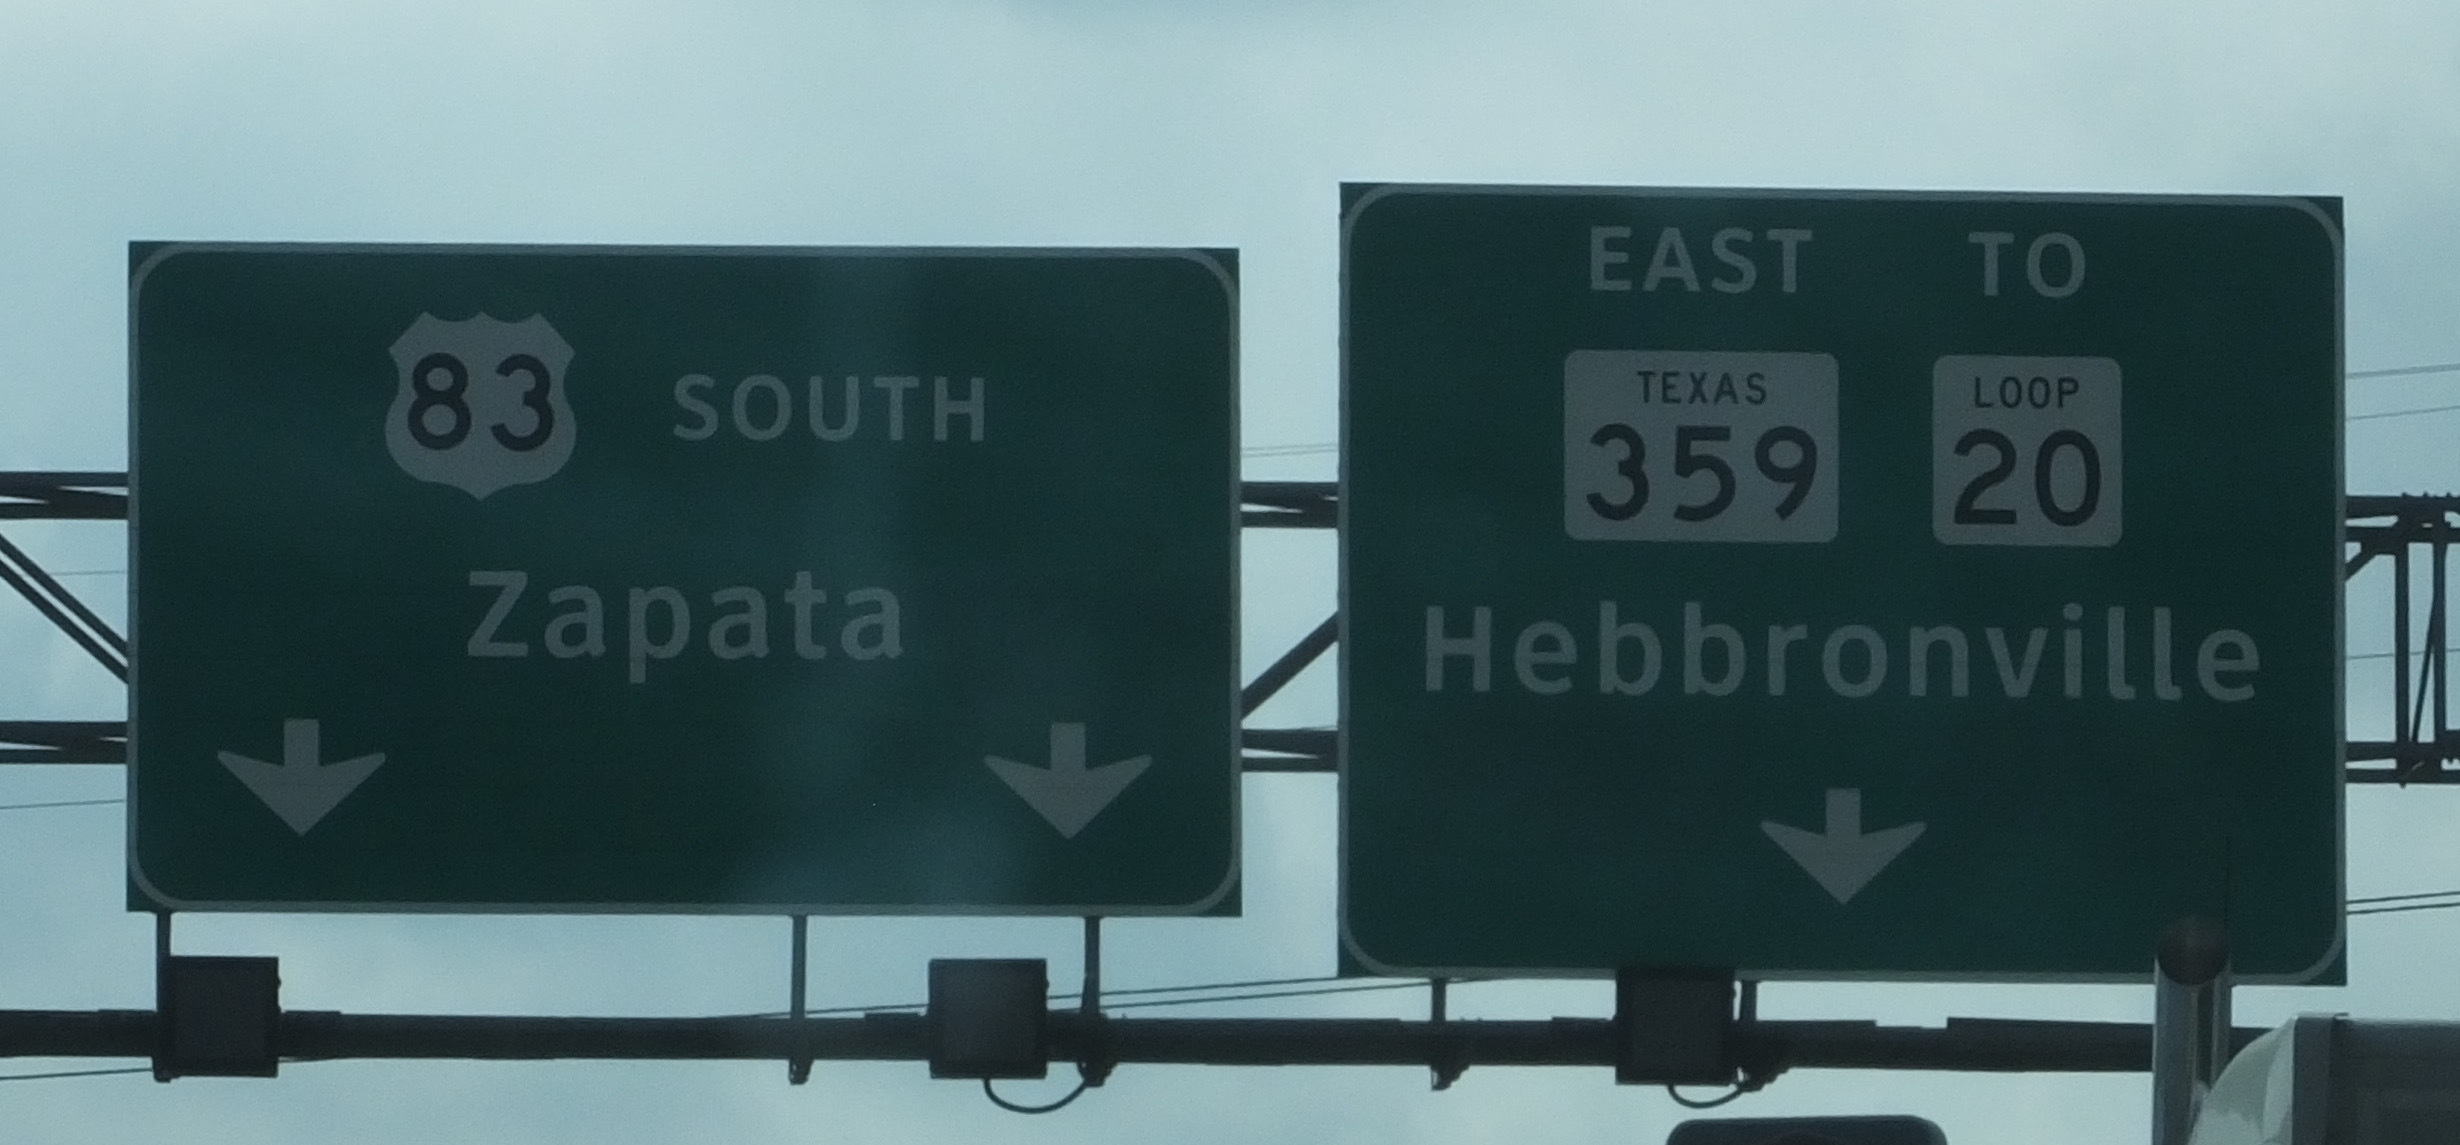 83 SOUTH
Zapata
EAST TO
TEXAS LOOP
359 20
Hebbronville